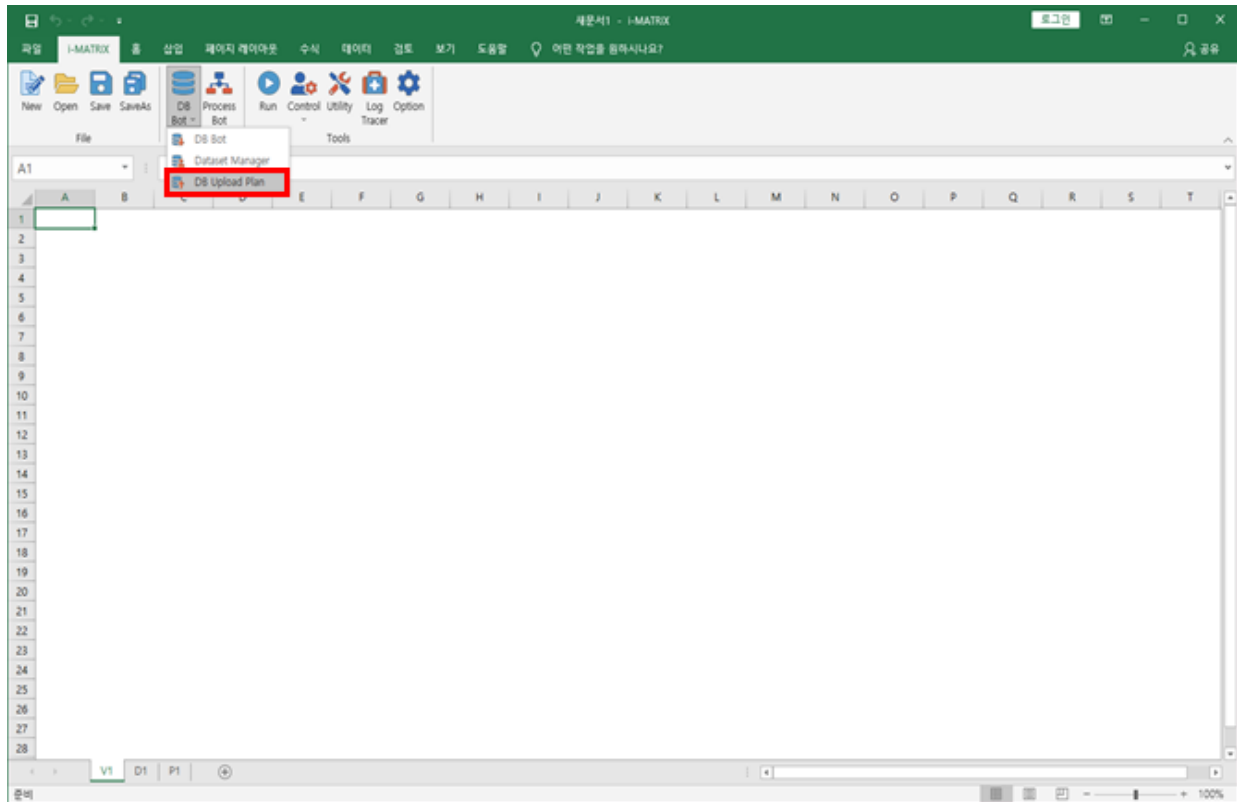 새문서1 - i-MATRIX
로그인
파일 i-MATRIX 홈 삽입 페이지 레이아웃 수식 데이터 검토 보기 도움말 어떤 작업을 원하시나요? 공유
New Open Save SaveAs DB Bot Process Bot Run Control Utility Log Tracer Option
File Tools
DB Bot
Dataset Manager
DB Upload Plan
A1
A B C D E F G H I J K L M N O P Q R S T
1
2
3
4
5
6
7
8
9
10
11
12
13
14
15
16
17
18
19
20
21
22
23
24
25
26
27
28
V1 D1 P1
준비 100%